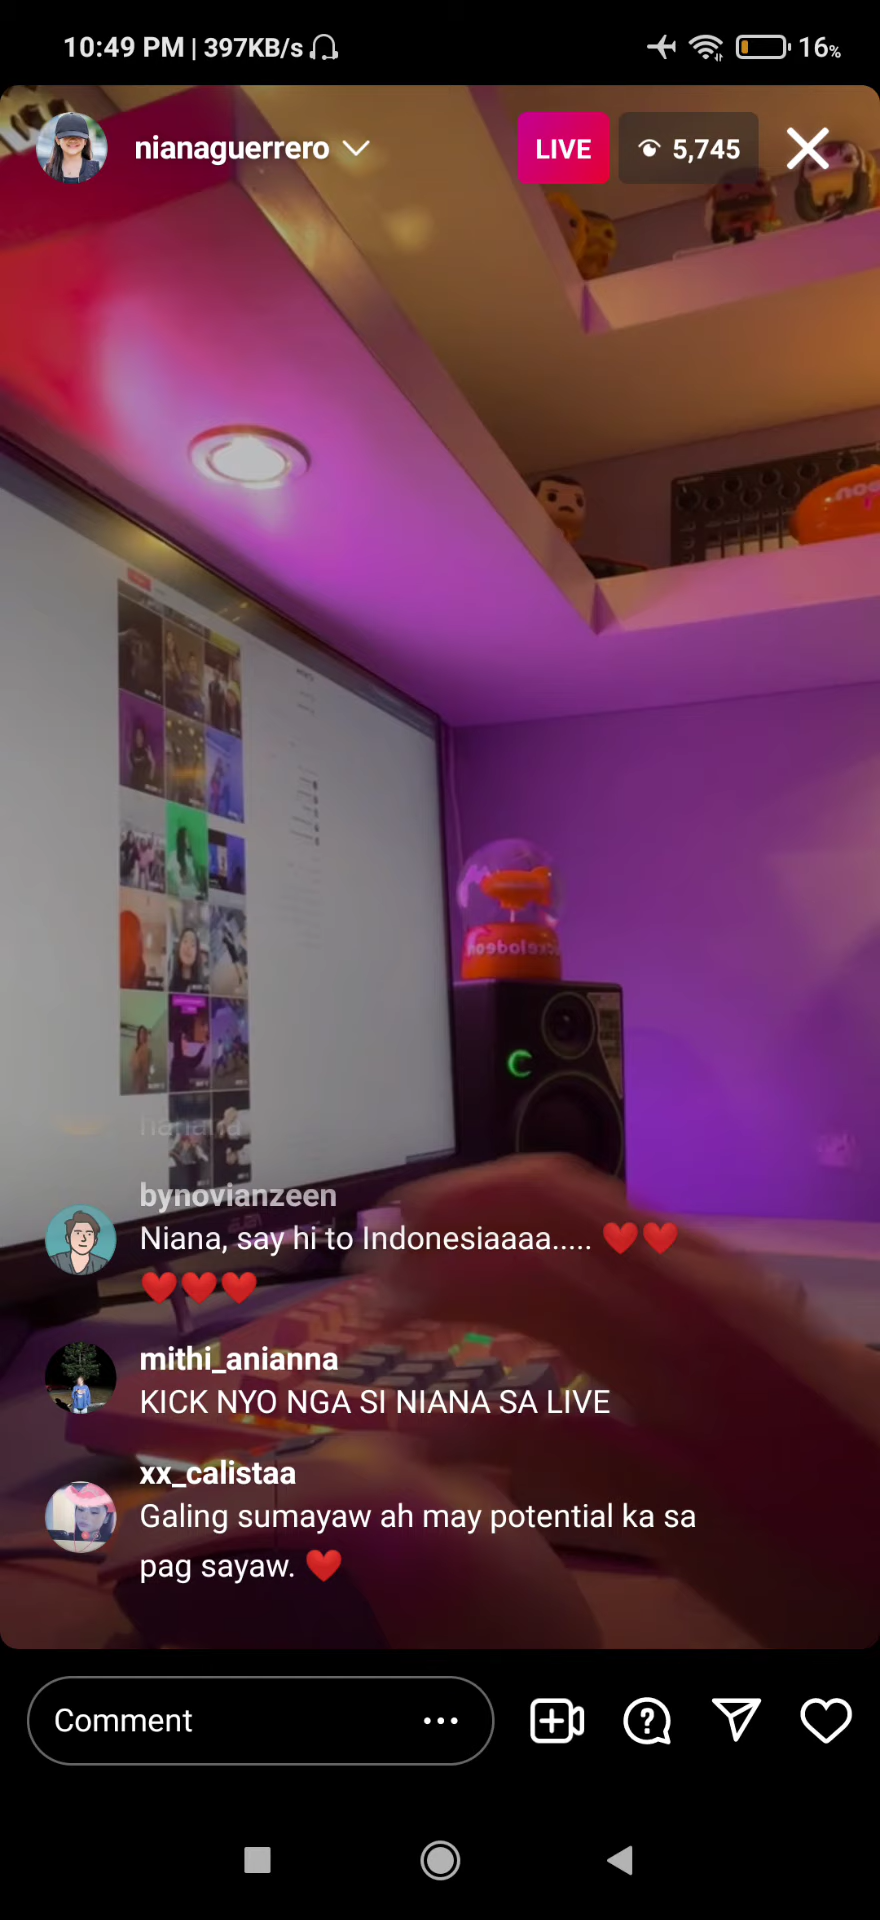 10:49 PM | 397KB/s
16%
nianaguerrero
LIVE
5,745
bynovianzeen
Niana, say hi to Indonesiaaaa..... ❤️❤️
❤️❤️❤️
mithi_anianna
KICK NYO NGA SI NIANA SA LIVE
xx_calistaa
Galing sumayaw ah may potential ka sa
pag sayaw. ❤️
Comment